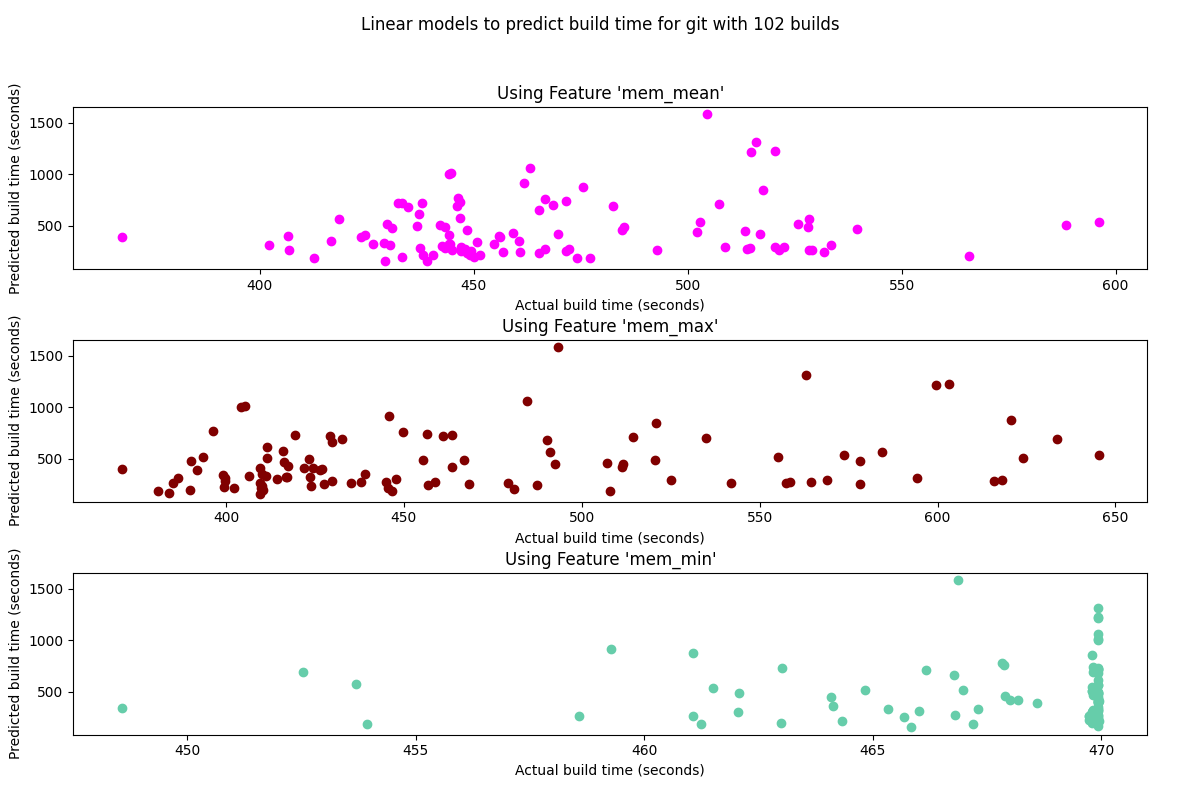 Linear models to predict build time for git with 102 builds
Using Feature 'mem_mean'
Predicted build time (seconds)
1500
1000
500
400
450
500
550
600
Actual build time (seconds)
Using Feature 'mem_max'
Predicted build time (seconds)
1500
1000
500
400
450
500
550
600
650
Actual build time (seconds)
Using Feature 'mem_min'
Predicted build time (seconds)
1500
1000
500
450
455
460
465
470
Actual build time (seconds)